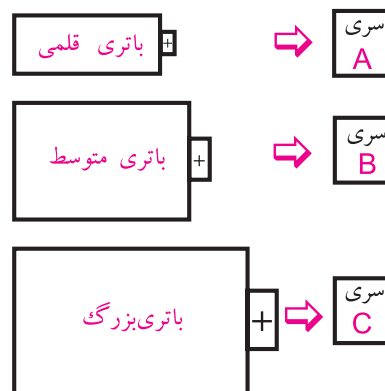 باتری قلمی
+
سری
A
باتری متوسط
+
سری
B
باتری بزرگ
+
سری
C